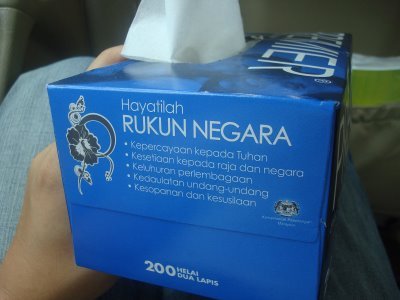 Hayatilah
RUKUN NEGARA
• Kepercayaan kepada Tuhan
• Kesetiaan kepada raja dan negara
• Keluhuran perlembagaan
• Kedaulatan undang-undang
• Kesopanan dan kesusilaan
200 HELAI
DUA LAPIS